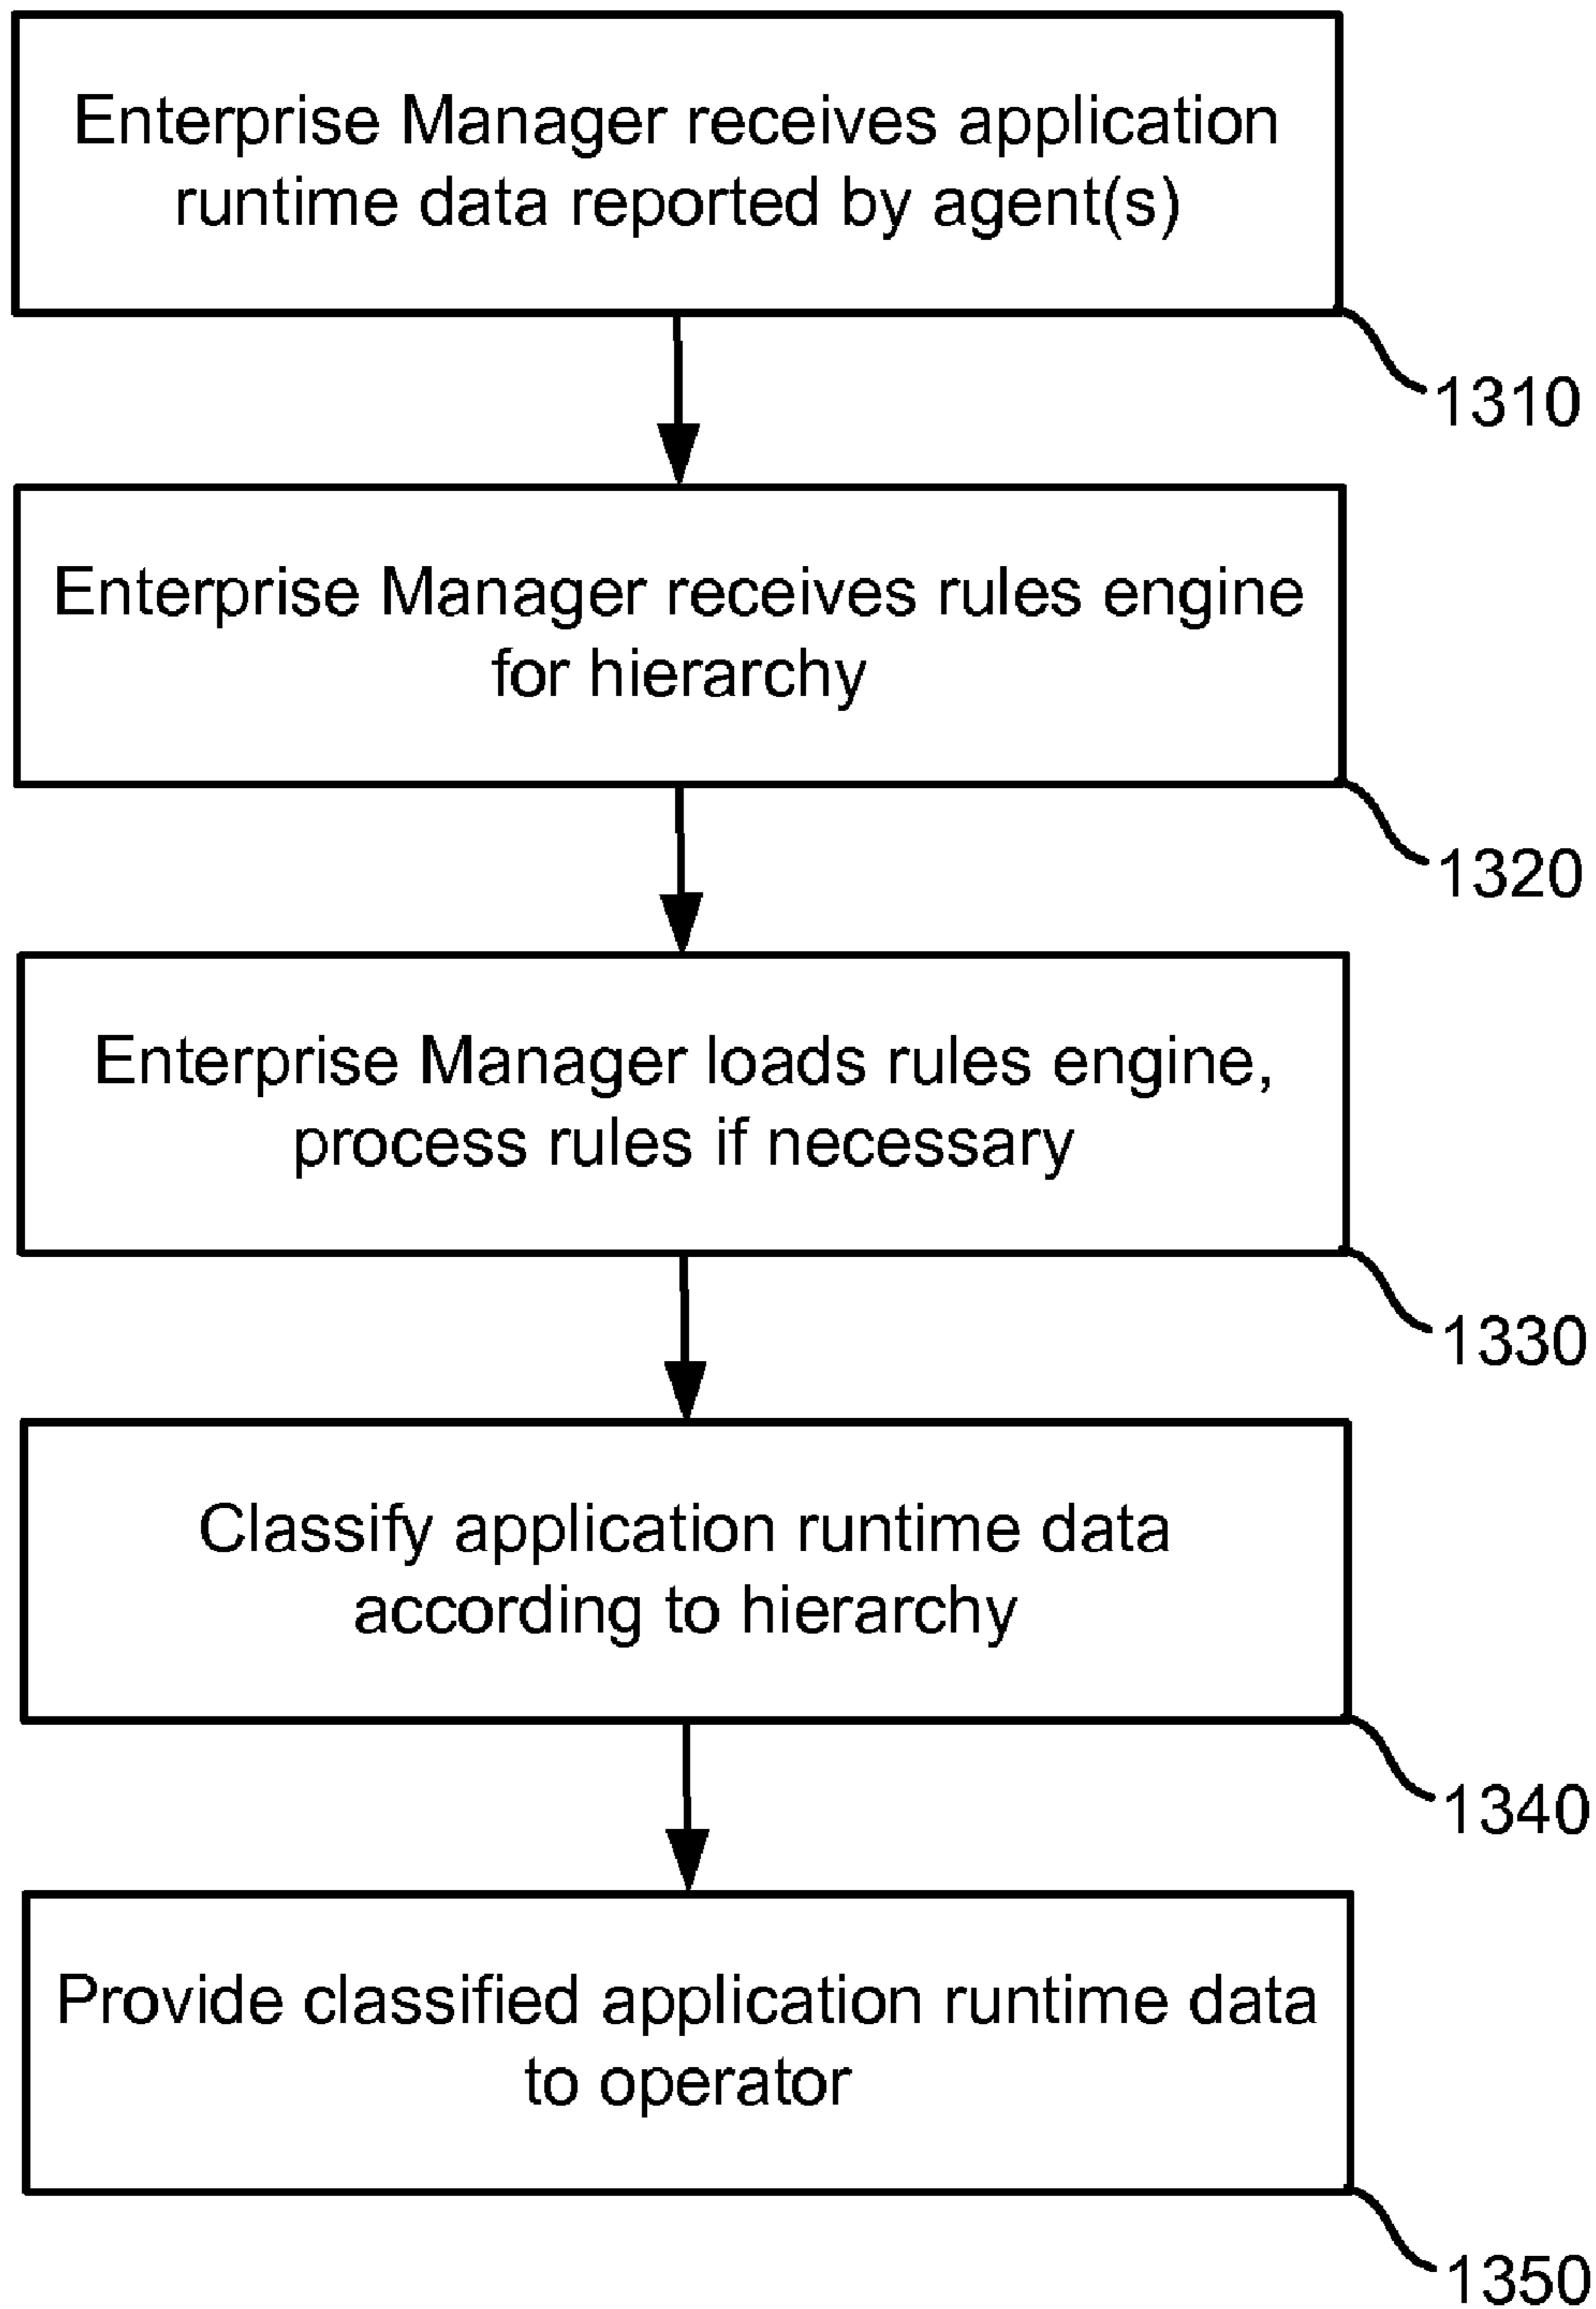 Enterprise Manager receives application
runtime data reported by agent(s)
1310
Enterprise Manager receives rules engine
for hierarchy
1320
Enterprise Manager loads rules engine,
process rules if necessary
1330
Classify application runtime data
according to hierarchy
1340
Provide classified application runtime data
to operator
1350